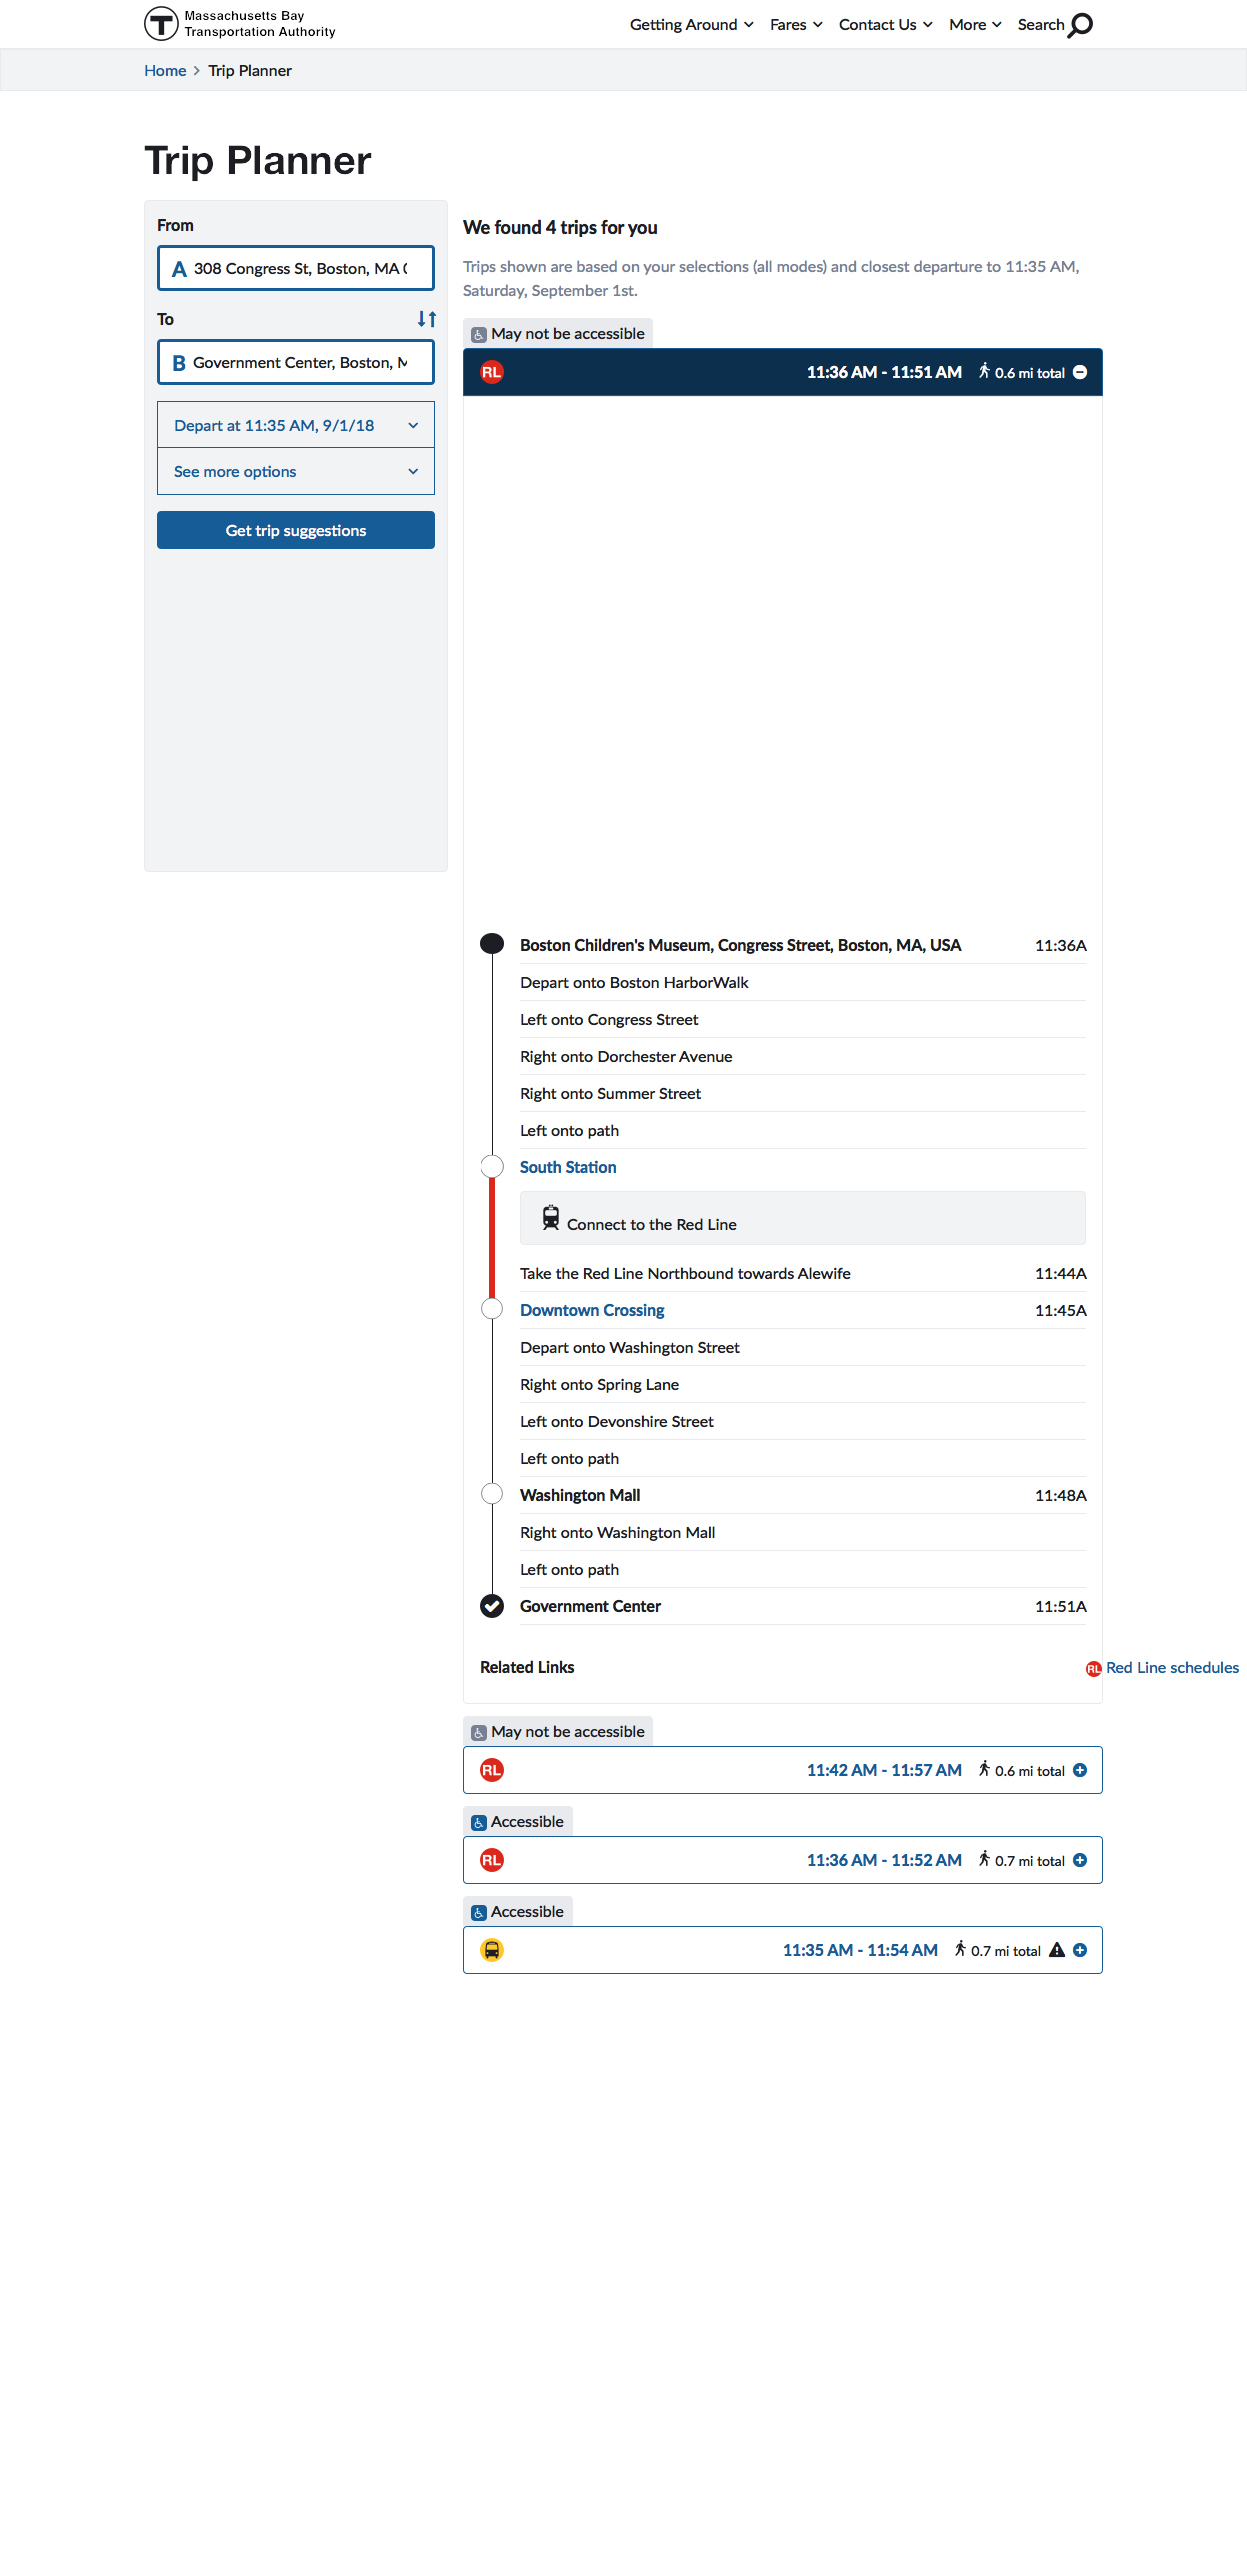 Massachusetts Bay
Transportation Authority
Getting Around
Fares
Contact Us
More
Search
Home
Trip Planner
Trip Planner
From
A 308 Congress St, Boston, MA
To
B Government Center, Boston,
Depart at 11:35 AM, 9/1/18
See more options
Get trip suggestions
We found 4 trips for you
Trips shown are based on your selections (all modes) and closest departure to 11:35 AM,
Saturday, September 1st.
May not be accessible
RL 11:36 AM - 11:51 AM 0.6 mi total
Boston Children's Museum, Congress Street, Boston, MA, USA 11:36A
Depart onto Boston HarborWalk
Left onto Congress Street
Right onto Dorchester Avenue
Right onto Summer Street
Left onto path
South Station
Connect to the Red Line
Take the Red Line Northbound towards Alewife 11:44A
Downtown Crossing 11:45A
Depart onto Washington Street
Right onto Spring Lane
Left onto Devonshire Street
Left onto path
Washington Mall 11:48A
Right onto Washington Mall
Left onto path
Government Center 11:51A
Related Links RL Red Line schedules
May not be accessible
RL 11:42 AM - 11:57 AM 0.6 mi total
Accessible
RL 11:36 AM - 11:52 AM 0.7 mi total
Accessible
11:35 AM - 11:54 AM 0.7 mi total